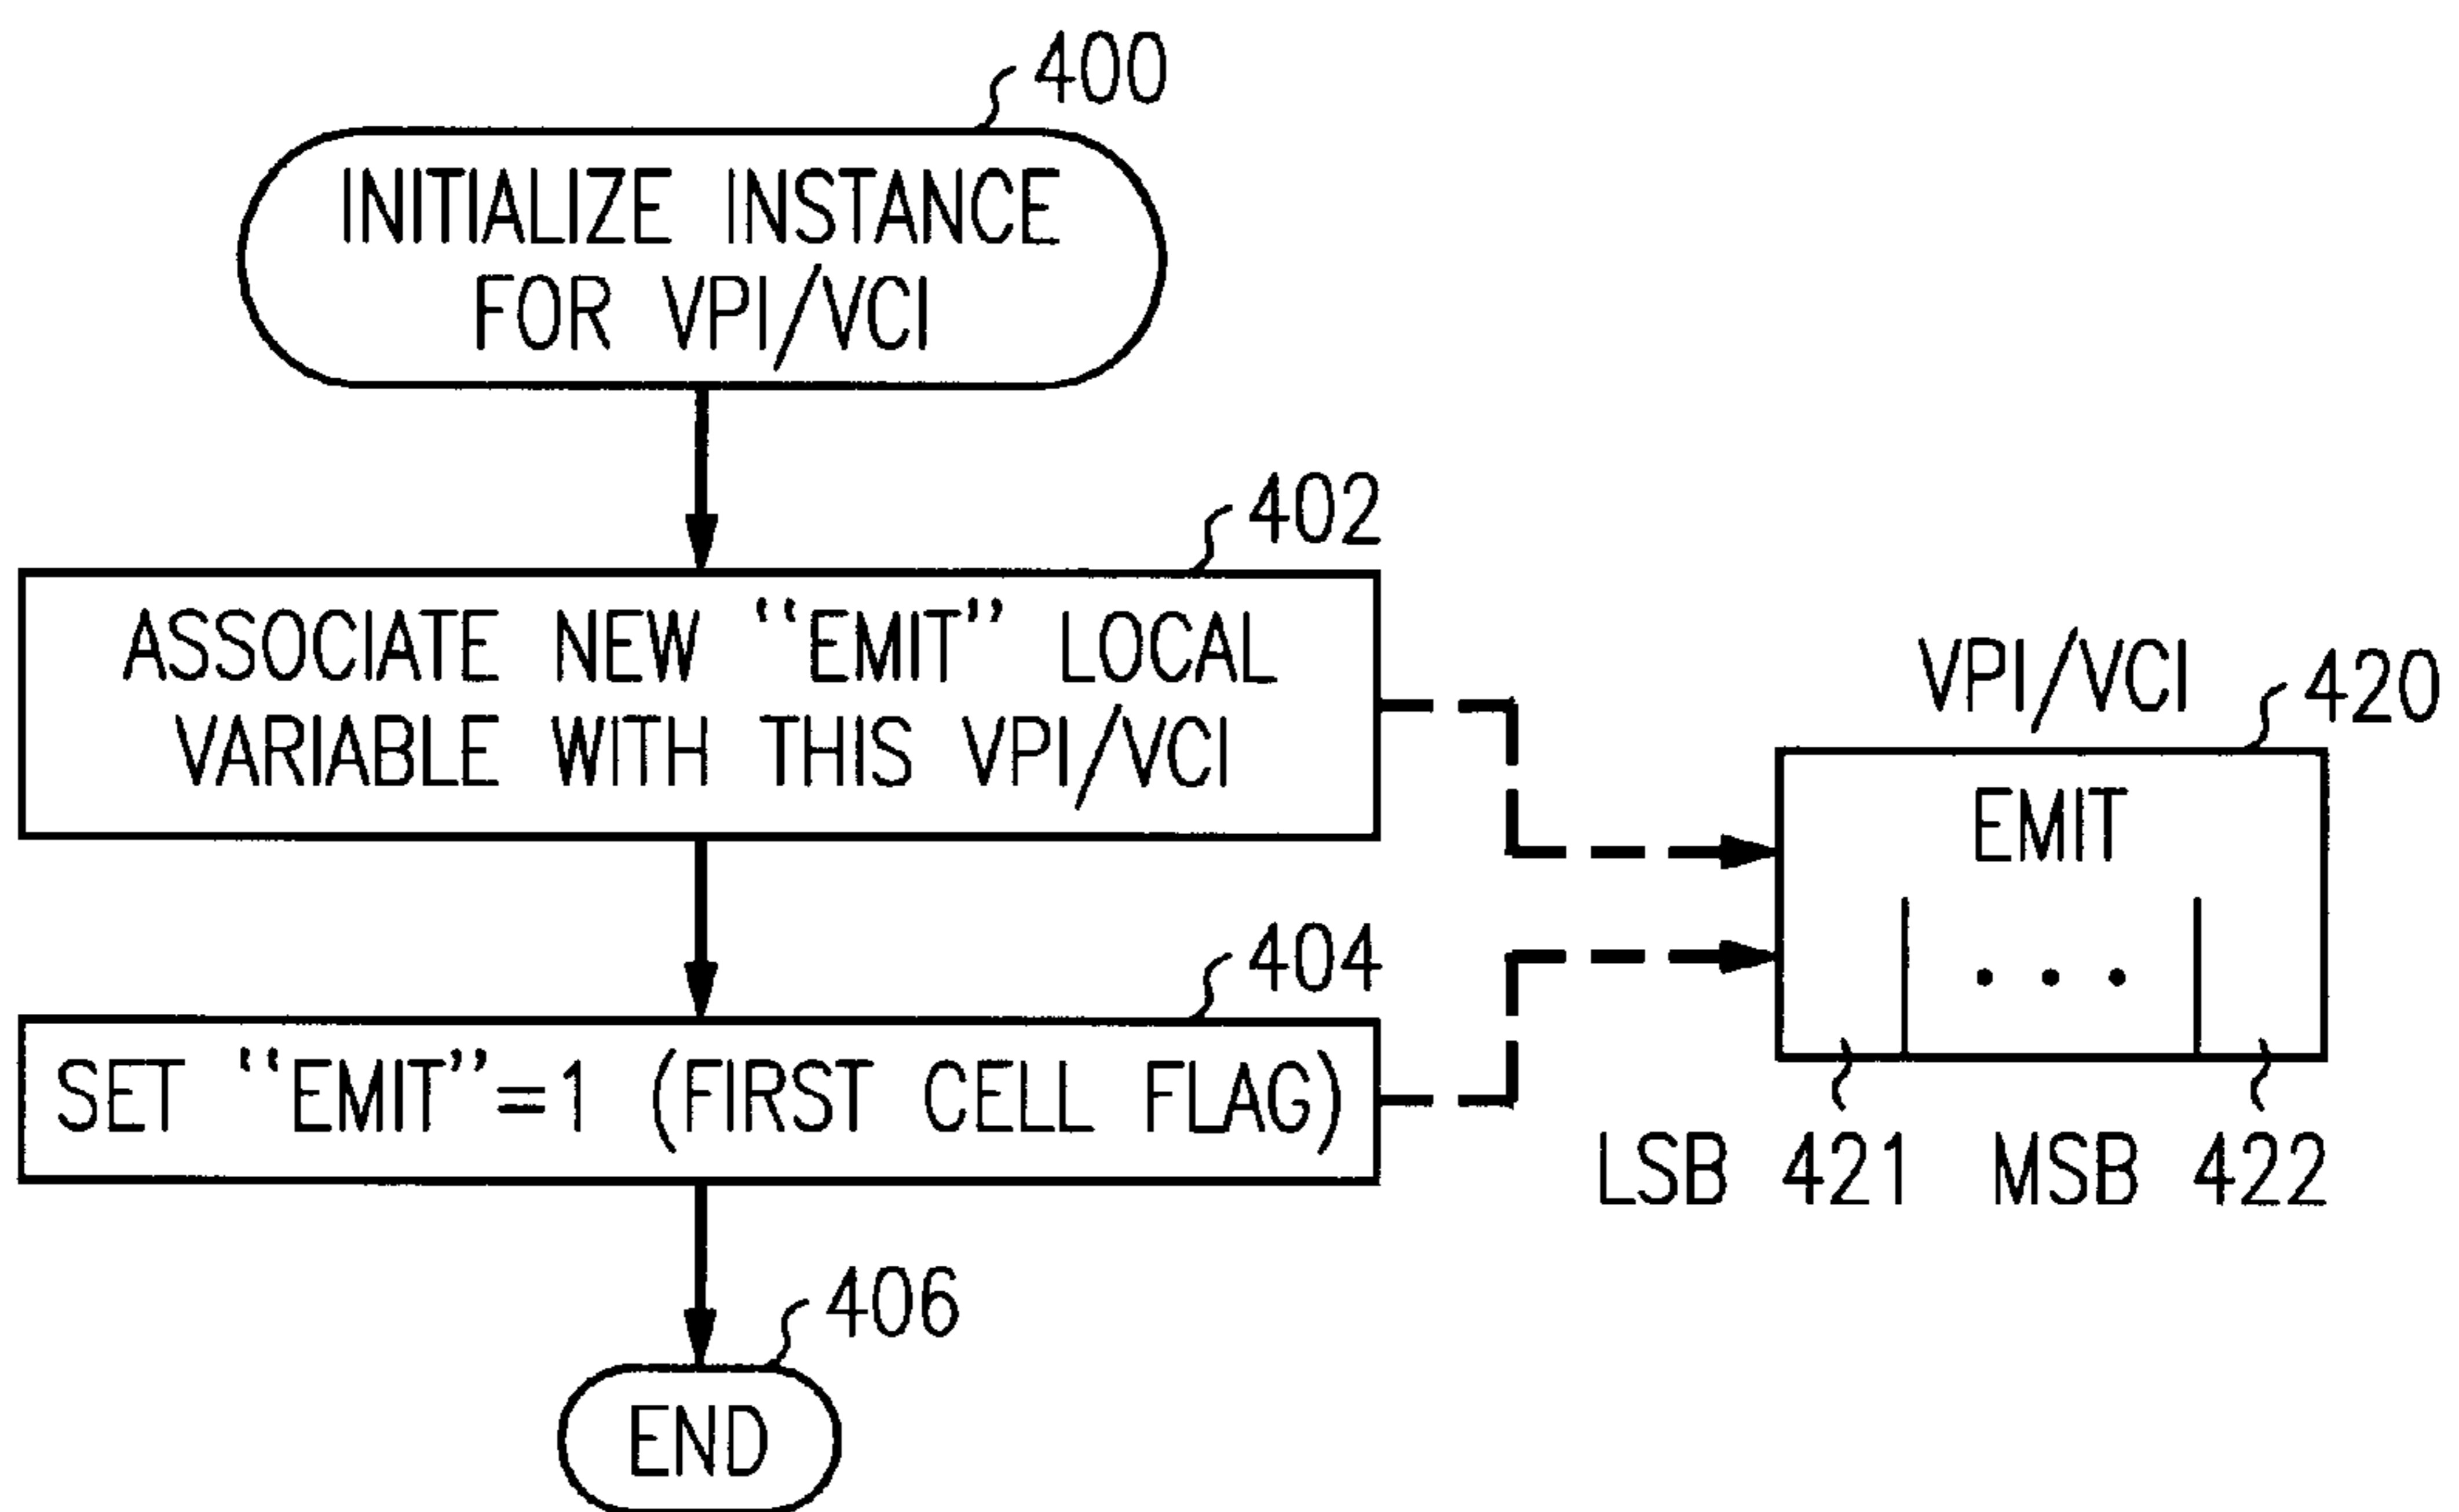 400
INITIALIZE INSTANCE
FOR VPI/VCI
402
ASSOCIATE NEW “EMIT” LOCAL
VARIABLE WITH THIS VPI/VCI
VPI/VCI
420
EMIT
• • •
LSB 421 MSB 422
404
SET “EMIT”=1 (FIRST CELL FLAG)
406
END